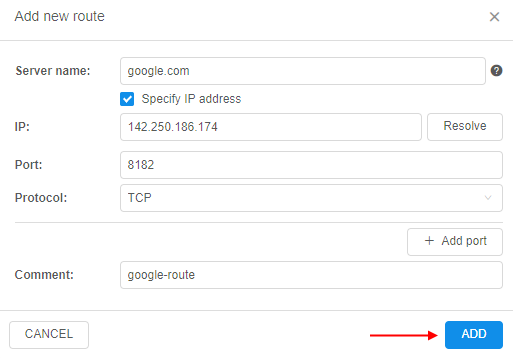 Add new route
Server name: google.com
Specify IP address
IP: 142.250.186.174 Resolve
Port: 8182
Protocol: TCP
+ Add port
Comment: google-route
CANCEL ADD